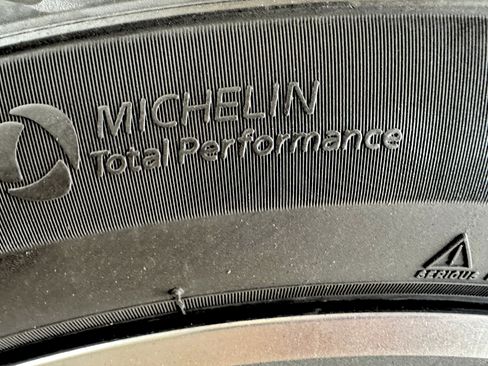 MICHELIN
Total Performance
SERIOUS